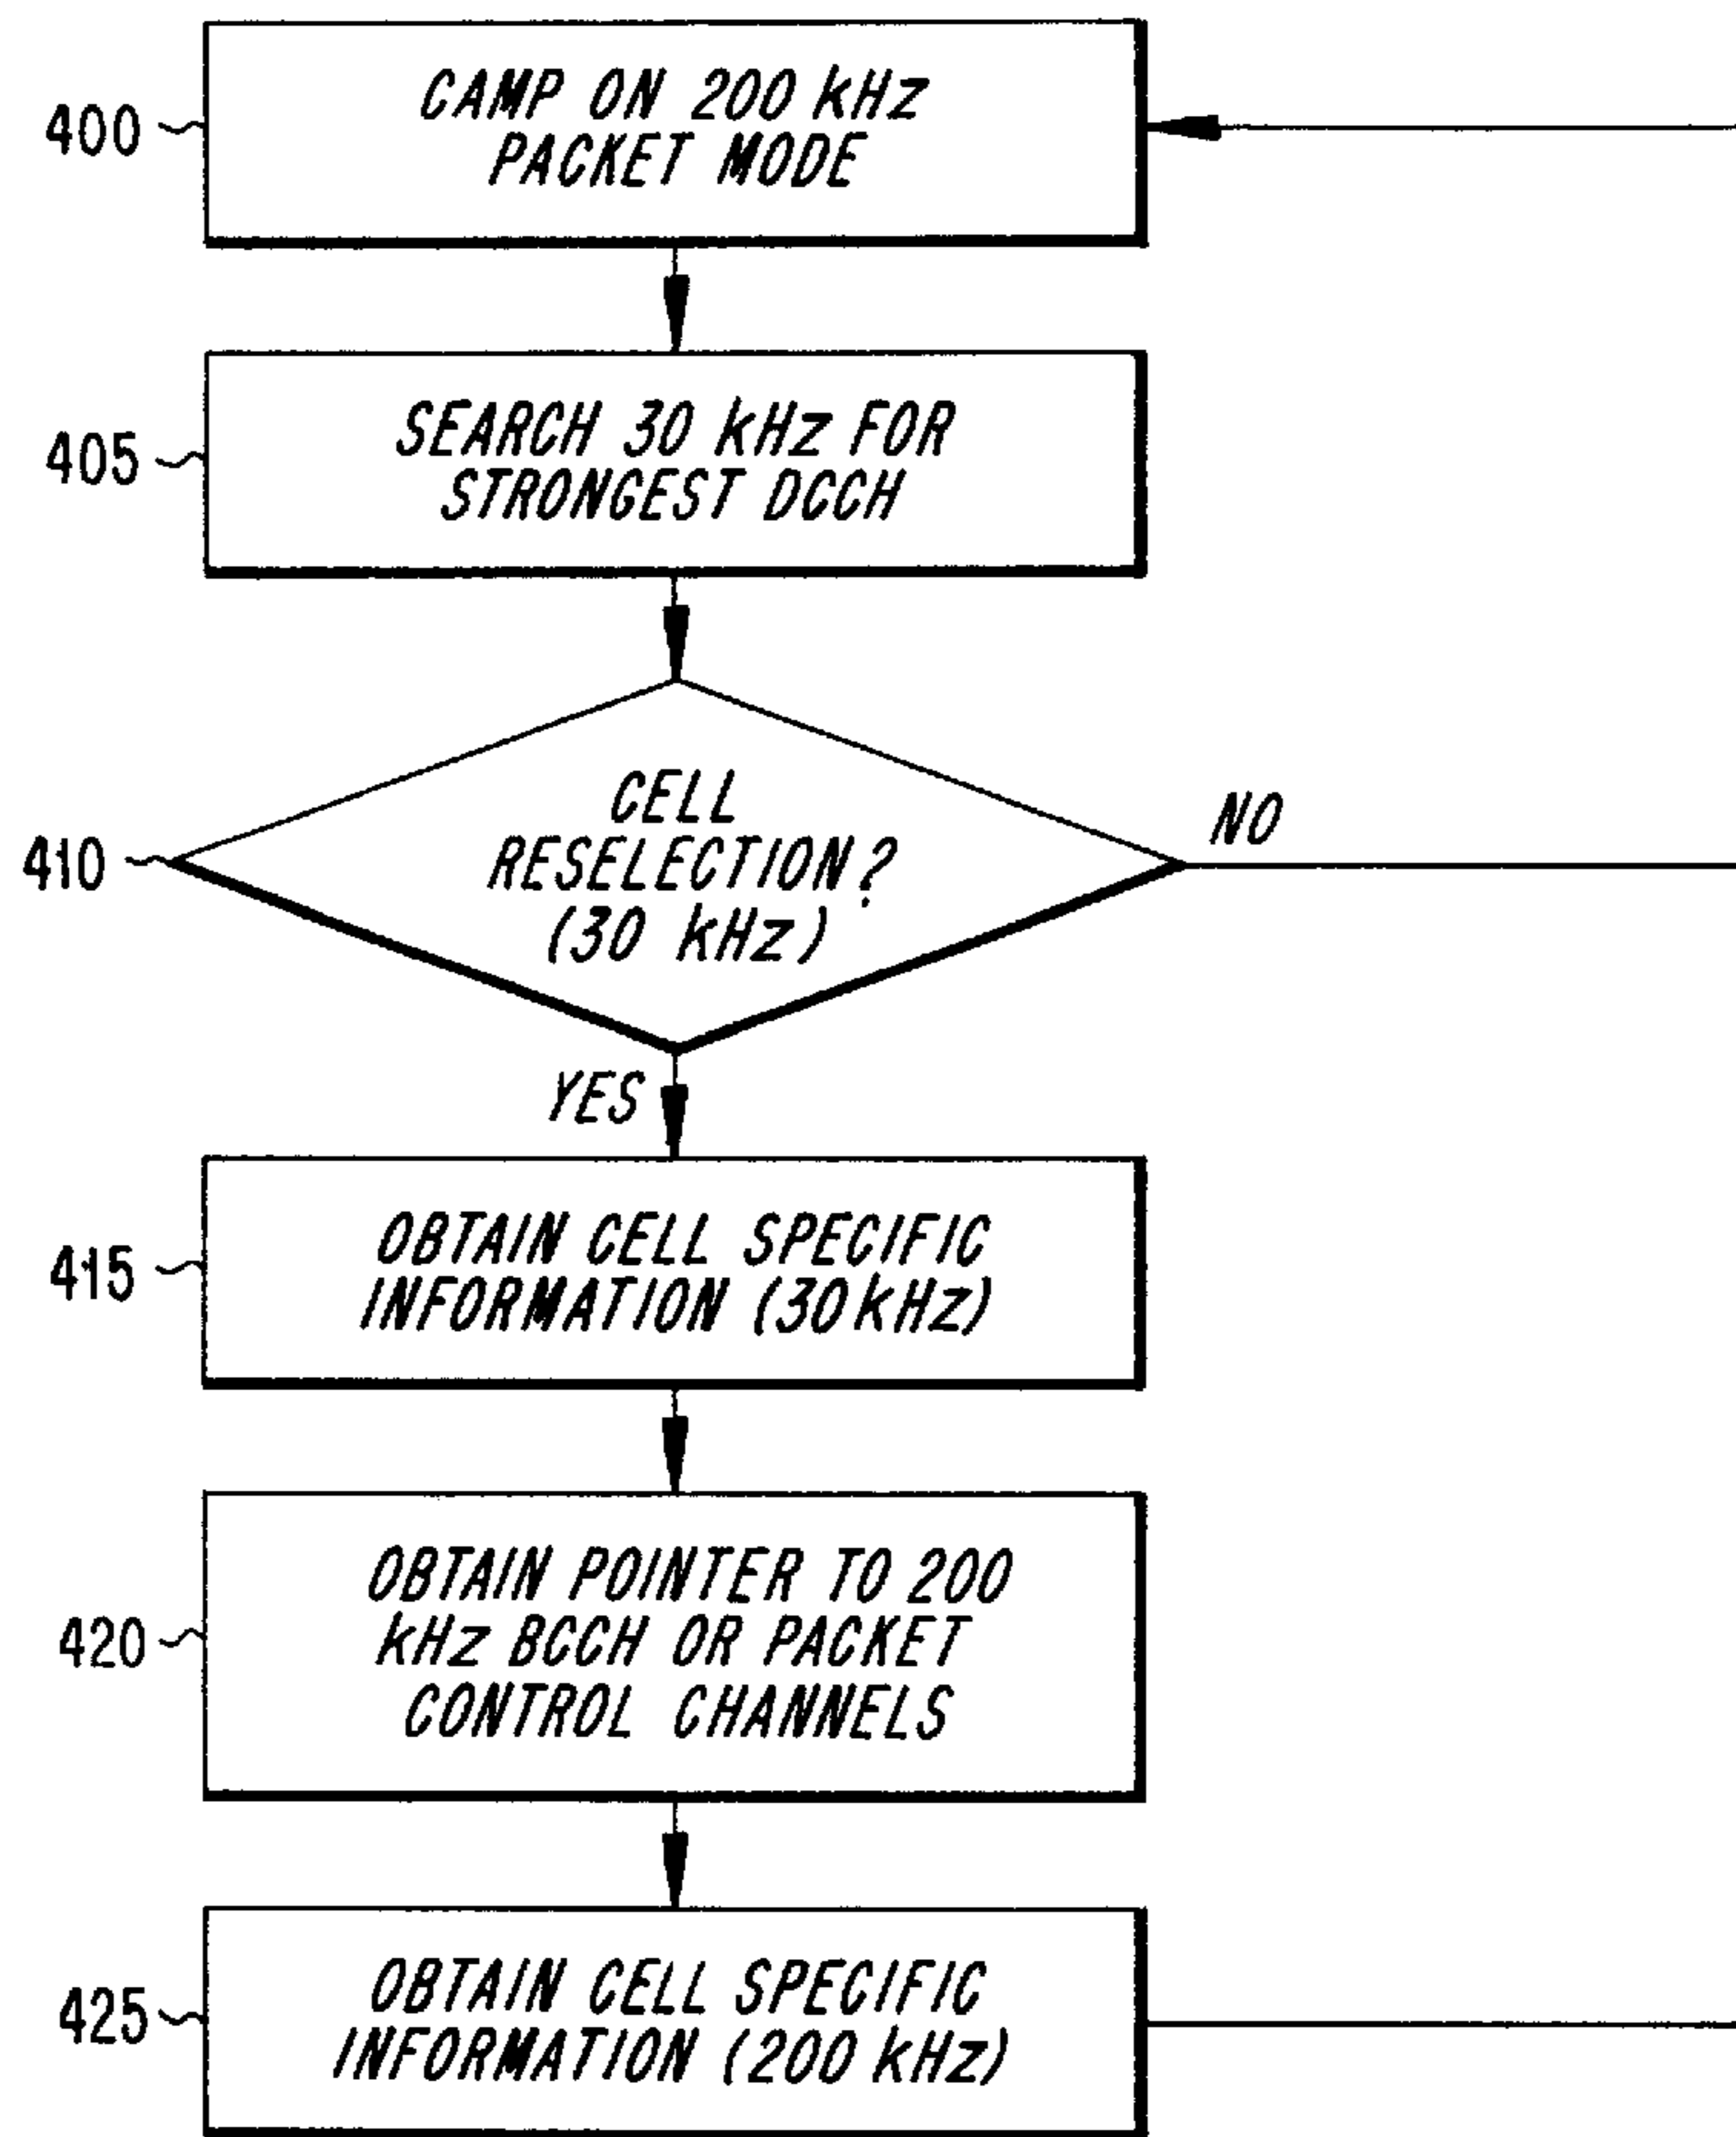 400
CAMP ON 200 kHz
PACKET MODE
405
SEARCH 30 kHz FOR
STRONGEST DCCH
410
CELL
RESELECTION?
(30 kHz)
NO
YES
415
OBTAIN CELL SPECIFIC
INFORMATION (30 kHz)
420
OBTAIN POINTER TO 200
kHz BCCH OR PACKET
CONTROL CHANNELS
425
OBTAIN CELL SPECIFIC
INFORMATION (200 kHz)